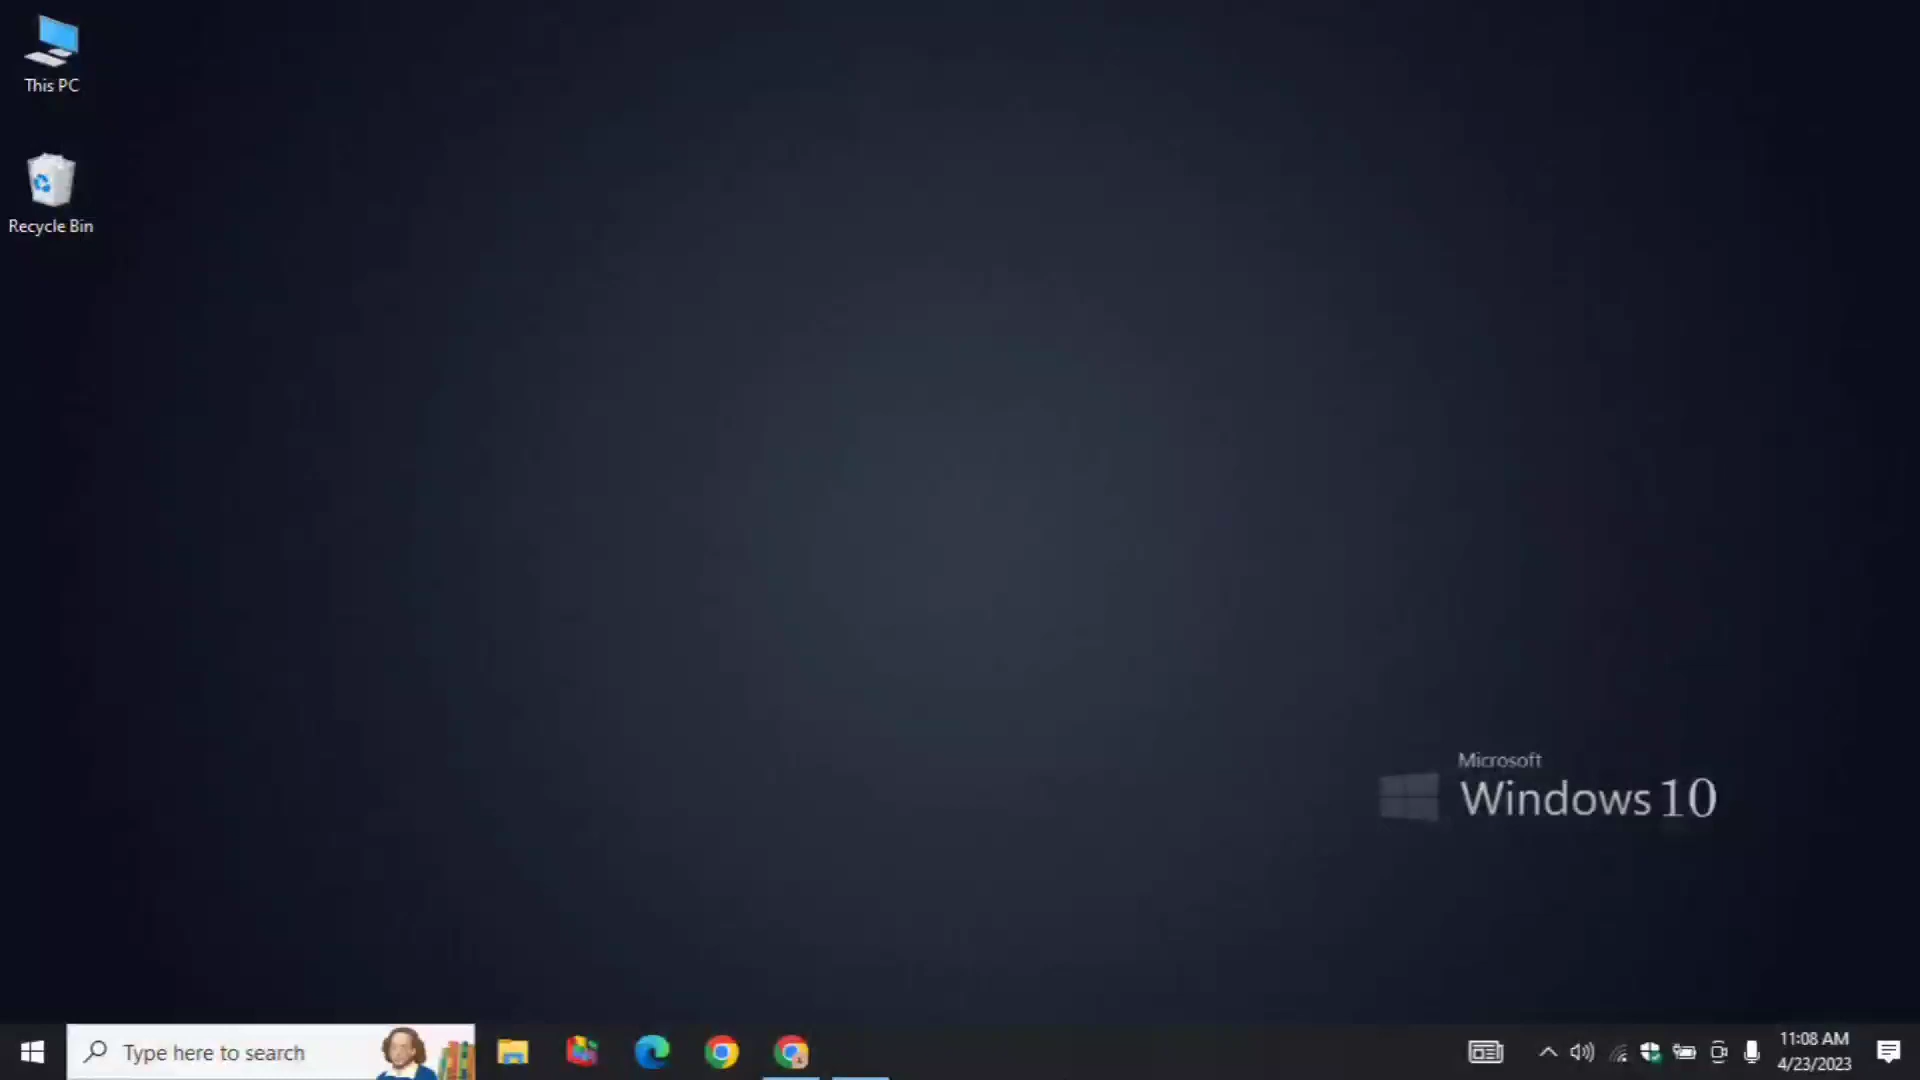 This PC
Recycle Bin
Microsoft
Windows 10
Type here to search
11:08 AM
4/23/2023